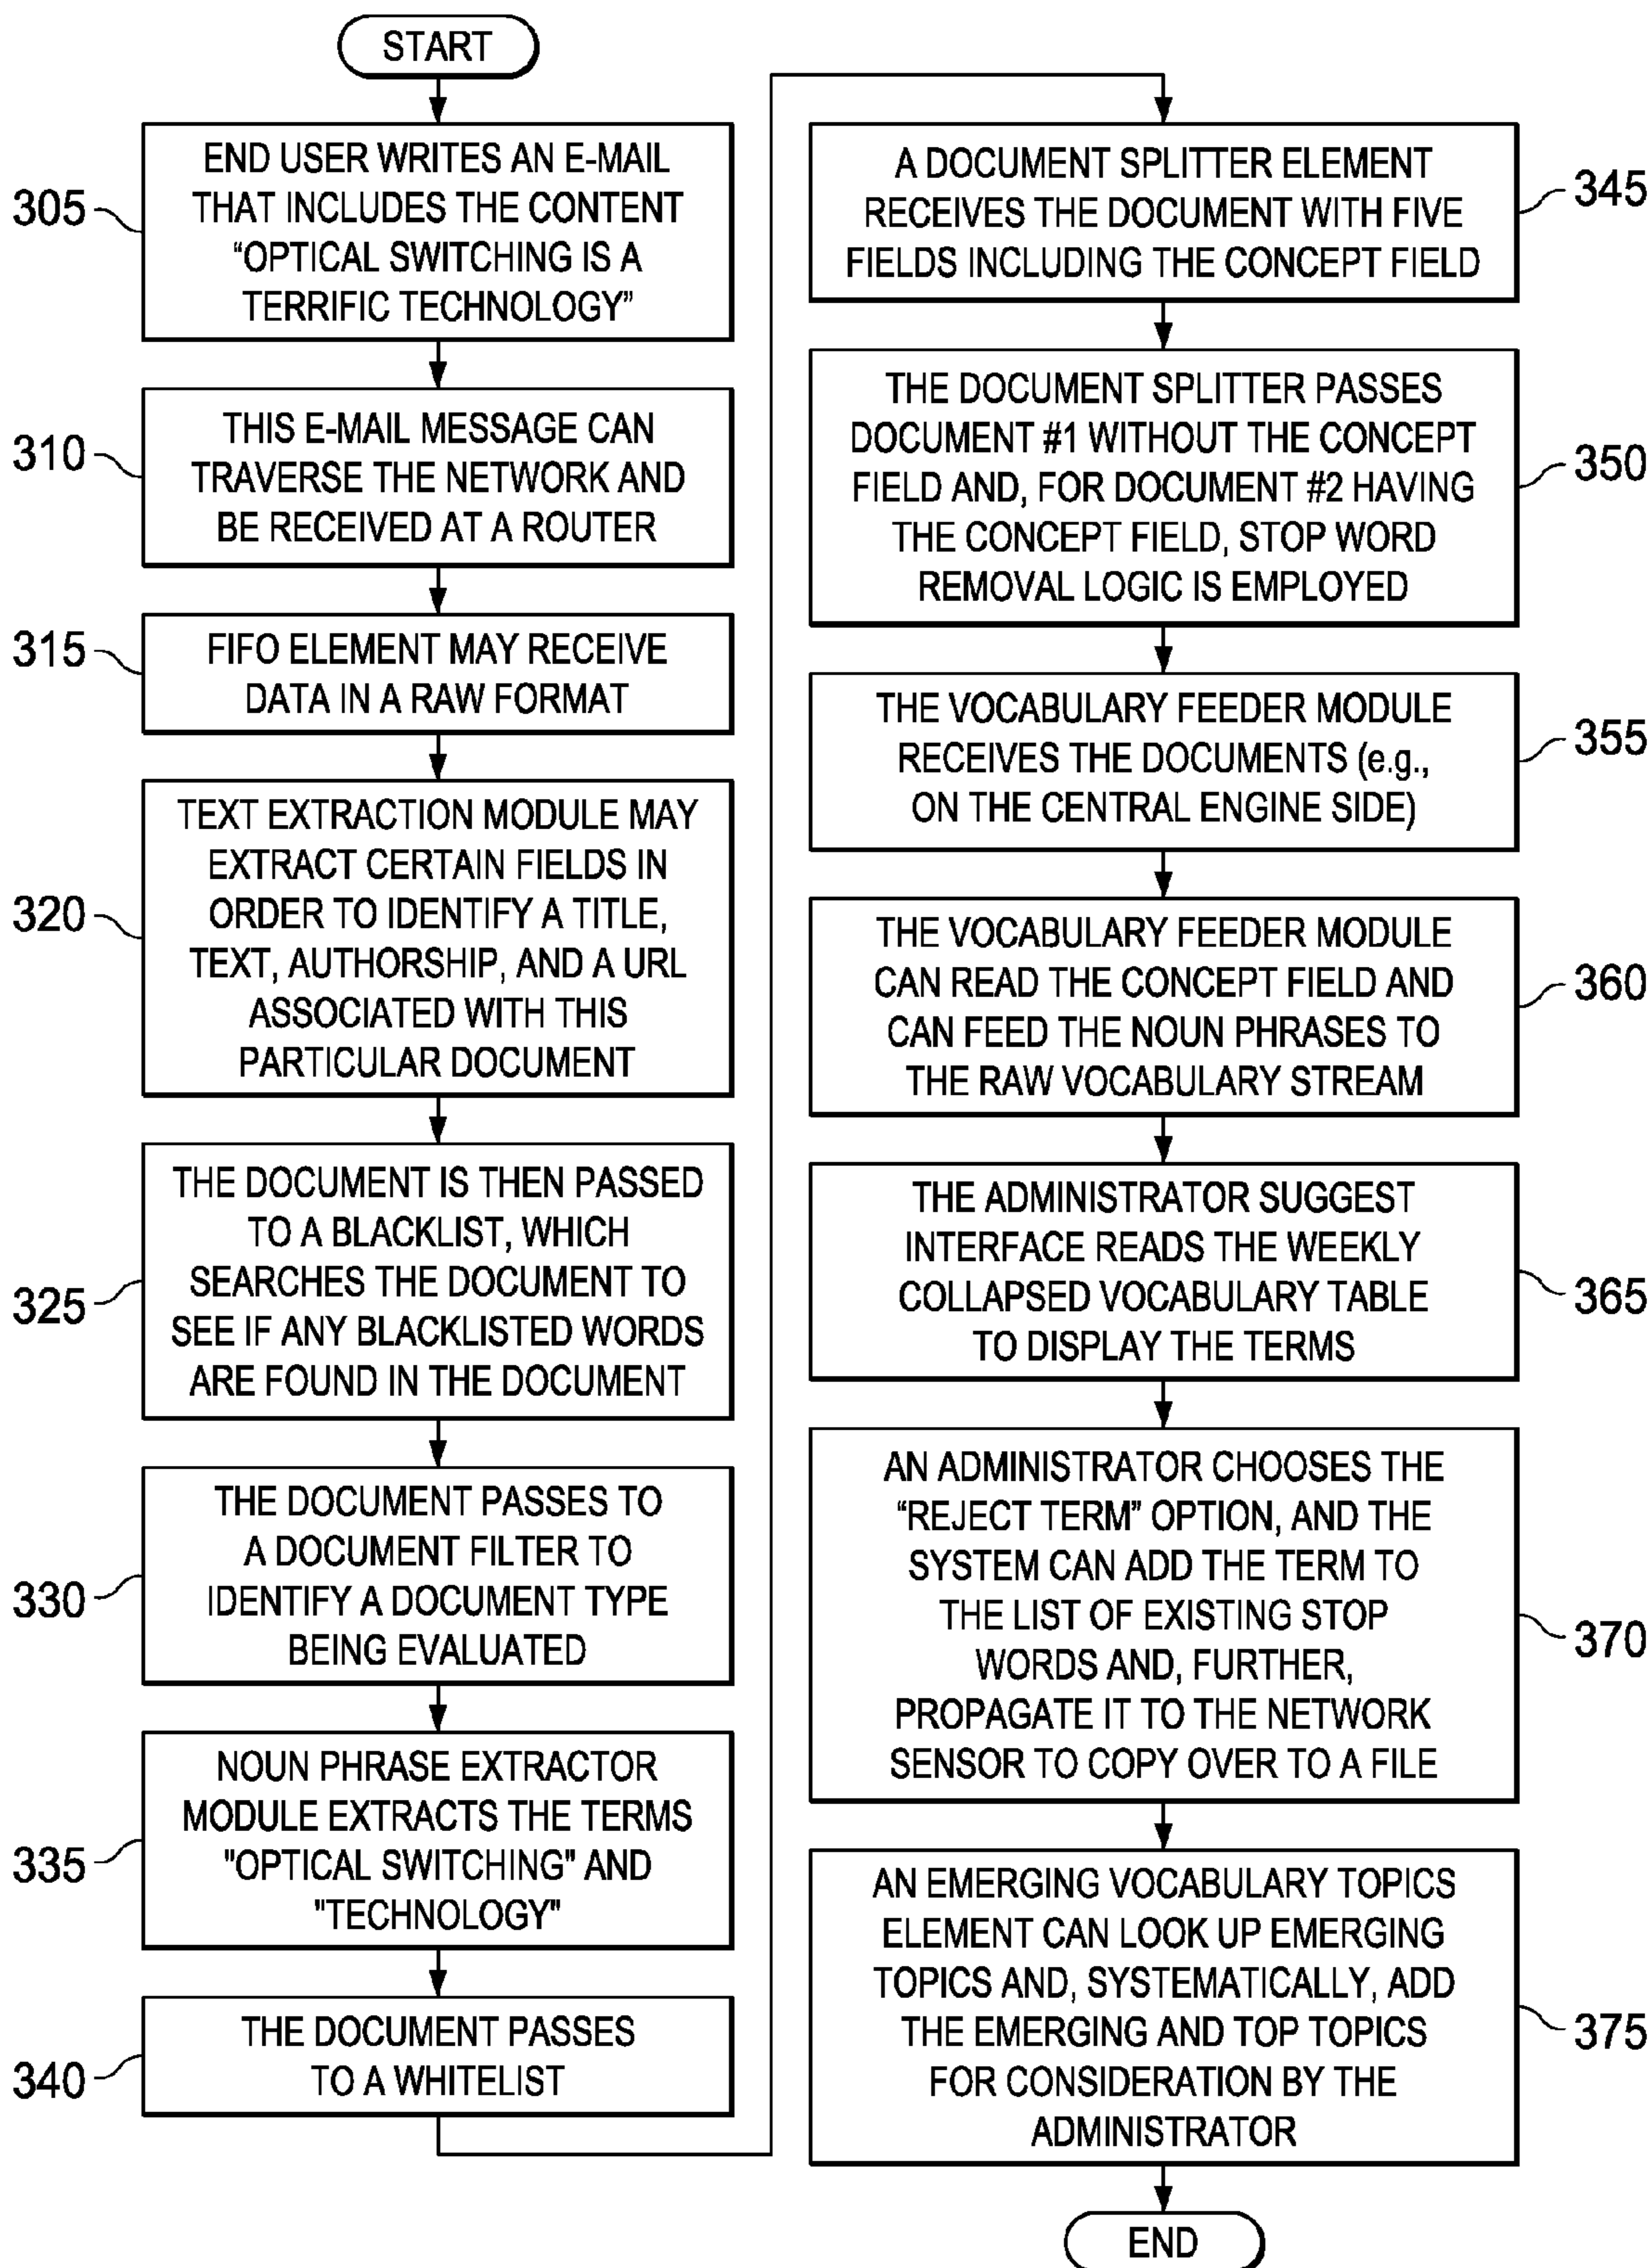 START
305
END USER WRITES AN E-MAIL
THAT INCLUDES THE CONTENT
“OPTICAL SWITCHING IS A
TERRIFIC TECHNOLOGY”
310
THIS E-MAIL MESSAGE CAN
TRAVERSE THE NETWORK AND
BE RECEIVED AT A ROUTER
315
FIFO ELEMENT MAY RECEIVE
DATA IN A RAW FORMAT
320
TEXT EXTRACTION MODULE MAY
EXTRACT CERTAIN FIELDS IN
ORDER TO IDENTIFY A TITLE,
TEXT, AUTHORSHIP, AND A URL
ASSOCIATED WITH THIS
PARTICULAR DOCUMENT
325
THE DOCUMENT IS THEN PASSED
TO A BLACKLIST, WHICH
SEARCHES THE DOCUMENT TO
SEE IF ANY BLACKLISTED WORDS
ARE FOUND IN THE DOCUMENT
330
THE DOCUMENT PASSES TO
A DOCUMENT FILTER TO
IDENTIFY A DOCUMENT TYPE
BEING EVALUATED
335
NOUN PHRASE EXTRACTOR
MODULE EXTRACTS THE TERMS
"OPTICAL SWITCHING" AND
"TECHNOLOGY"
340
THE DOCUMENT PASSES
TO A WHITELIST
A DOCUMENT SPLITTER ELEMENT
RECEIVES THE DOCUMENT WITH FIVE
FIELDS INCLUDING THE CONCEPT FIELD
345
THE DOCUMENT SPLITTER PASSES
DOCUMENT #1 WITHOUT THE CONCEPT
FIELD AND, FOR DOCUMENT #2 HAVING
THE CONCEPT FIELD, STOP WORD
REMOVAL LOGIC IS EMPLOYED
350
THE VOCABULARY FEEDER MODULE
RECEIVES THE DOCUMENTS (e.g.,
ON THE CENTRAL ENGINE SIDE)
355
THE VOCABULARY FEEDER MODULE
CAN READ THE CONCEPT FIELD AND
CAN FEED THE NOUN PHRASES TO
THE RAW VOCABULARY STREAM
360
THE ADMINISTRATOR SUGGEST
INTERFACE READS THE WEEKLY
COLLAPSED VOCABULARY TABLE
TO DISPLAY THE TERMS
365
AN ADMINISTRATOR CHOOSES THE
“REJECT TERM” OPTION, AND THE
SYSTEM CAN ADD THE TERM TO
THE LIST OF EXISTING STOP
WORDS AND, FURTHER,
PROPAGATE IT TO THE NETWORK
SENSOR TO COPY OVER TO A FILE
370
AN EMERGING VOCABULARY TOPICS
ELEMENT CAN LOOK UP EMERGING
TOPICS AND, SYSTEMATICALLY, ADD
THE EMERGING AND TOP TOPICS
FOR CONSIDERATION BY THE
ADMINISTRATOR
375
END